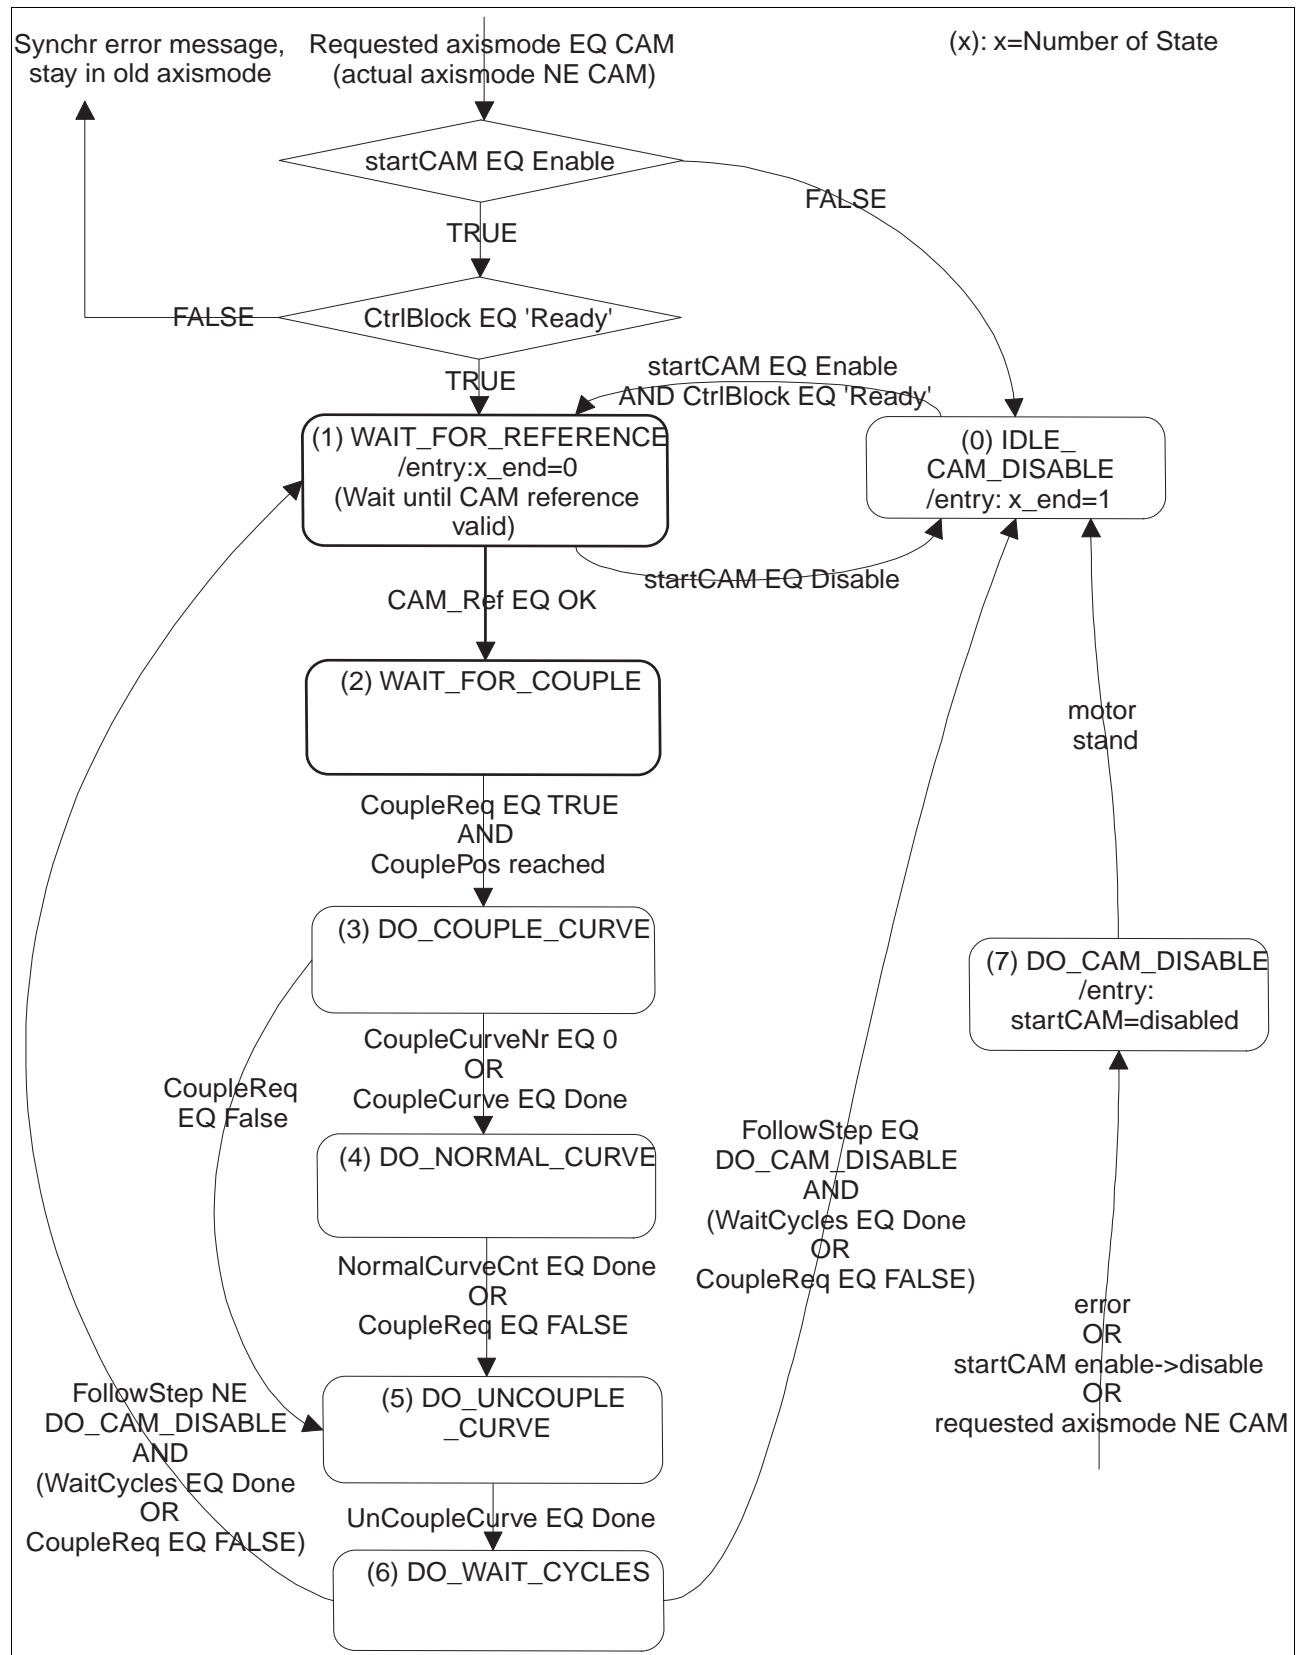 Synchr error message,
stay in old axismode
Requested axismode EQ CAM
(actual axismode NE CAM)
(x): x=Number of State
startCAM EQ Enable
FALSE
TRUE
CtrlBlock EQ 'Ready'
FALSE
TRUE
startCAM EQ Enable
AND CtrlBlock EQ 'Ready'
(1) WAIT_FOR_REFERENCE
/entry:x_end=0
(Wait until CAM reference
valid)
(0) IDLE_
CAM_DISABLE
/entry: x_end=1
startCAM EQ Disable
CAM_Ref EQ OK
(2) WAIT_FOR_COUPLE
motor
stand
CoupleReq EQ TRUE
AND
CouplePos reached
(3) DO_COUPLE_CURVE
(7) DO_CAM_DISABLE
/entry:
startCAM=disabled
CoupleCurveNr EQ 0
OR
CoupleCurve EQ Done
CoupleReq
EQ False
(4) DO_NORMAL_CURVE
FollowStep EQ
DO_CAM_DISABLE
AND
(WaitCycles EQ Done
OR
CoupleReq EQ FALSE)
NormalCurveCnt EQ Done
OR
CoupleReq EQ FALSE
error
OR
startCAM enable->disable
OR
requested axismode NE CAM
(5) DO_UNCOUPLE
_CURVE
FollowStep NE
DO_CAM_DISABLE
AND
(WaitCycles EQ Done
OR
CoupleReq EQ FALSE)
UnCoupleCurve EQ Done
(6) DO_WAIT_CYCLES